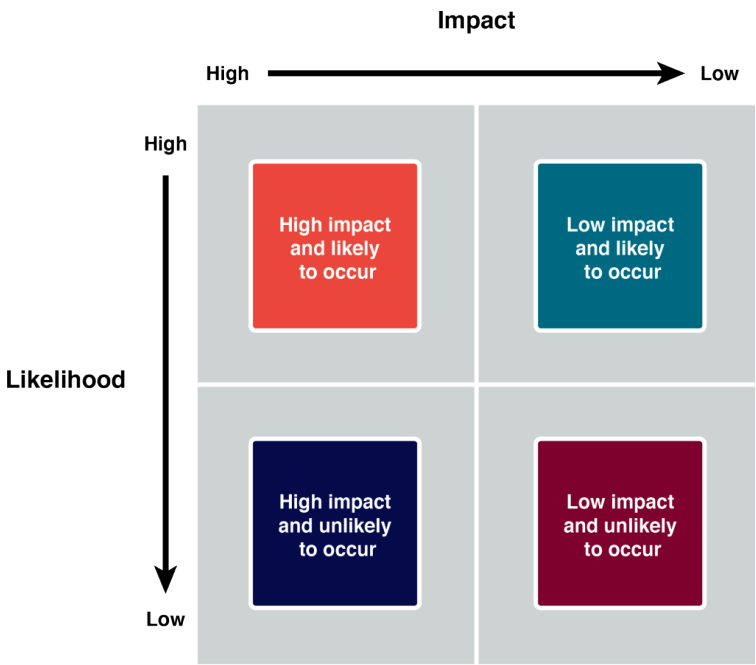 Impact
High
Low
High
High impact
and likely
to occur
Low impact
and likely
to occur
Likelihood
High impact
and unlikely
to occur
Low impact
and unlikely
to occur
Low